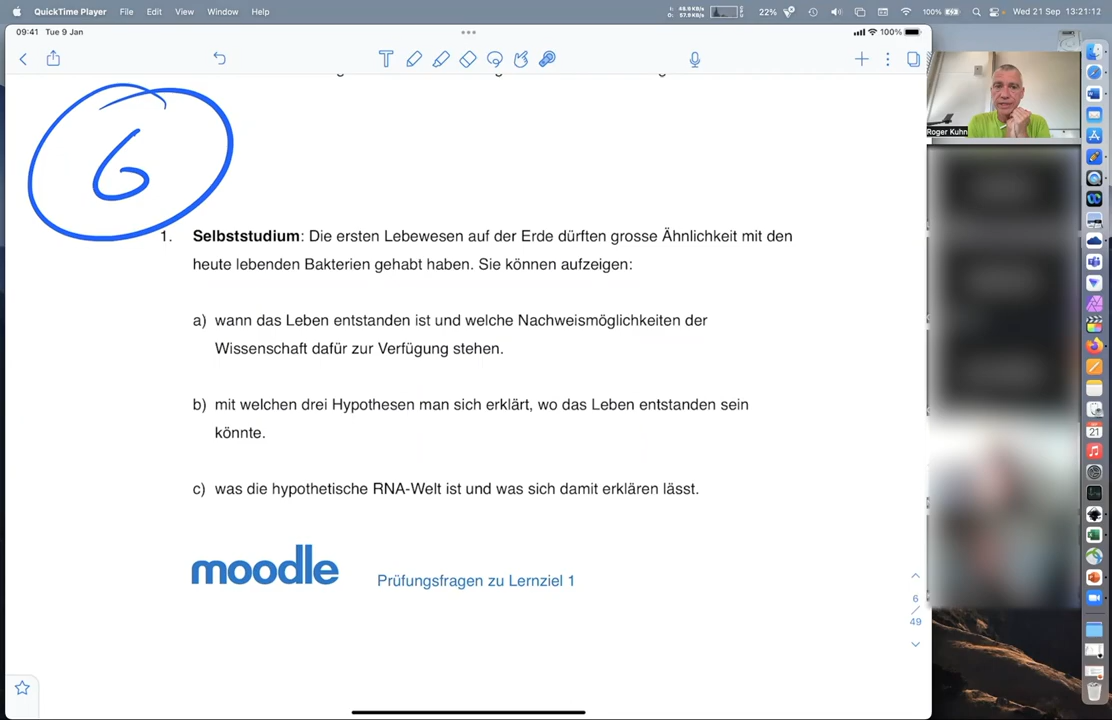 QuickTime Player File Edit View Window Help
22% 100% Wed 21 Sep 13:21:12
09:41 Tue 9 Jan
100%
6
Roger Kuhn
1. Selbststudium: Die ersten Lebewesen auf der Erde dürften grosse Ähnlichkeit mit den
heute lebenden Bakterien gehabt haben. Sie können aufzeigen:
a) wann das Leben entstanden ist und welche Nachweismöglichkeiten der
Wissenschaft dafür zur Verfügung stehen.
b) mit welchen drei Hypothesen man sich erklärt, wo das Leben entstanden sein
könnte.
c) was die hypothetische RNA-Welt ist und was sich damit erklären lässt.
moodle Prüfungsfragen zu Lernziel 1
6
/
49
21